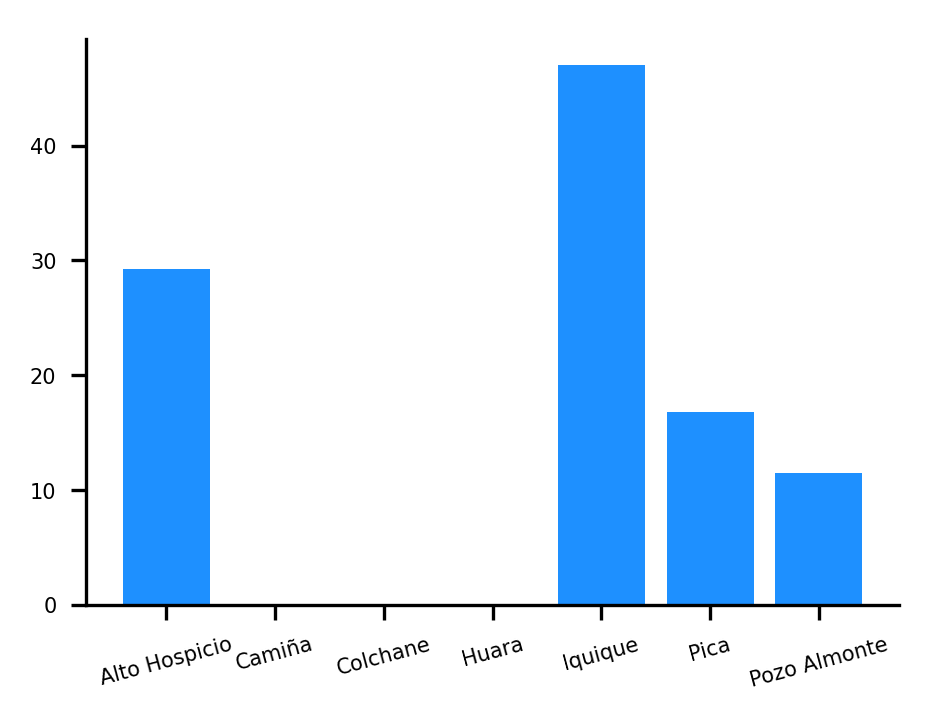 40
30
20
10
0
Alto Hospicio
Camiña
Colchane
Huara
Iquique
Pica
Pozo Almonte